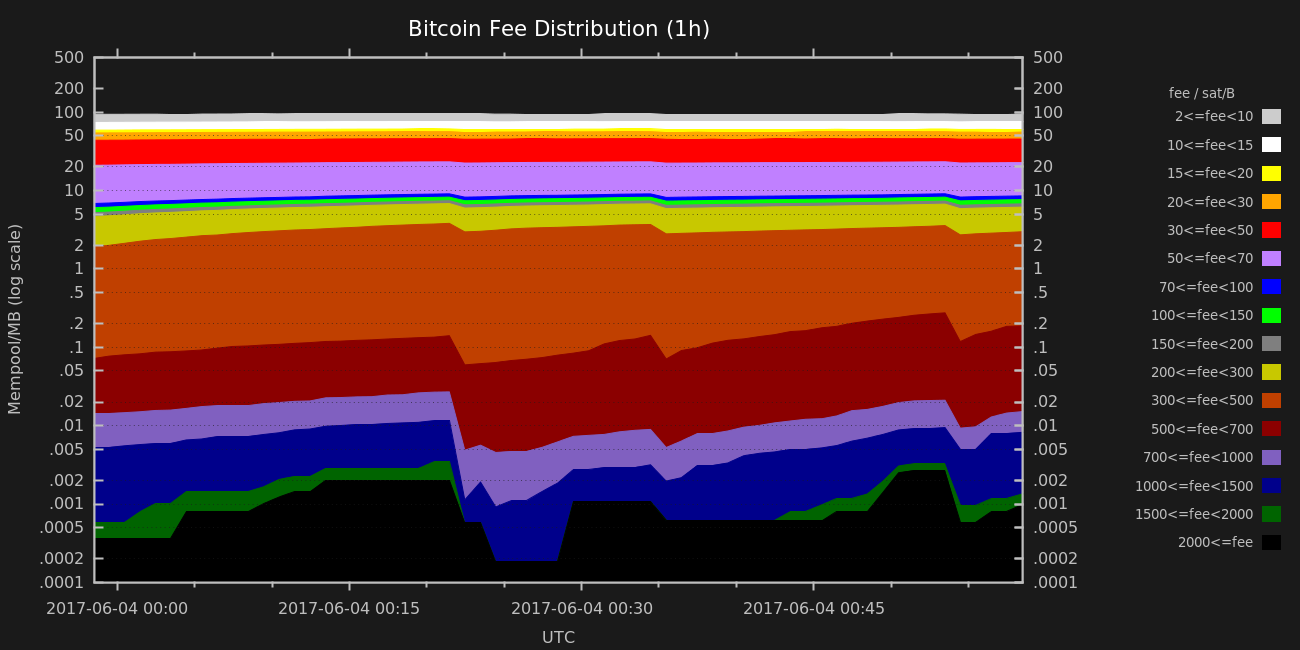 Bitcoin Fee Distribution (1h)
500 500
200 200
100 100
50 50
20 20
10 10
5 5
2 2
1 1
.5 .5
.2 .2
.1 .1
.05 .05
.02 .02
.01 .01
.005 .005
.002 .002
.001 .001
.0005 .0005
.0002 .0002
.0001 .0001
Mempool/MB (log scale)
2017-06-04 00:00 2017-06-04 00:15 2017-06-04 00:30 2017-06-04 00:45
UTC
fee / sat/B
2<=fee<10
10<=fee<15
15<=fee<20
20<=fee<30
30<=fee<50
50<=fee<70
70<=fee<100
100<=fee<150
150<=fee<200
200<=fee<300
300<=fee<500
500<=fee<700
700<=fee<1000
1000<=fee<1500
1500<=fee<2000
2000<=fee